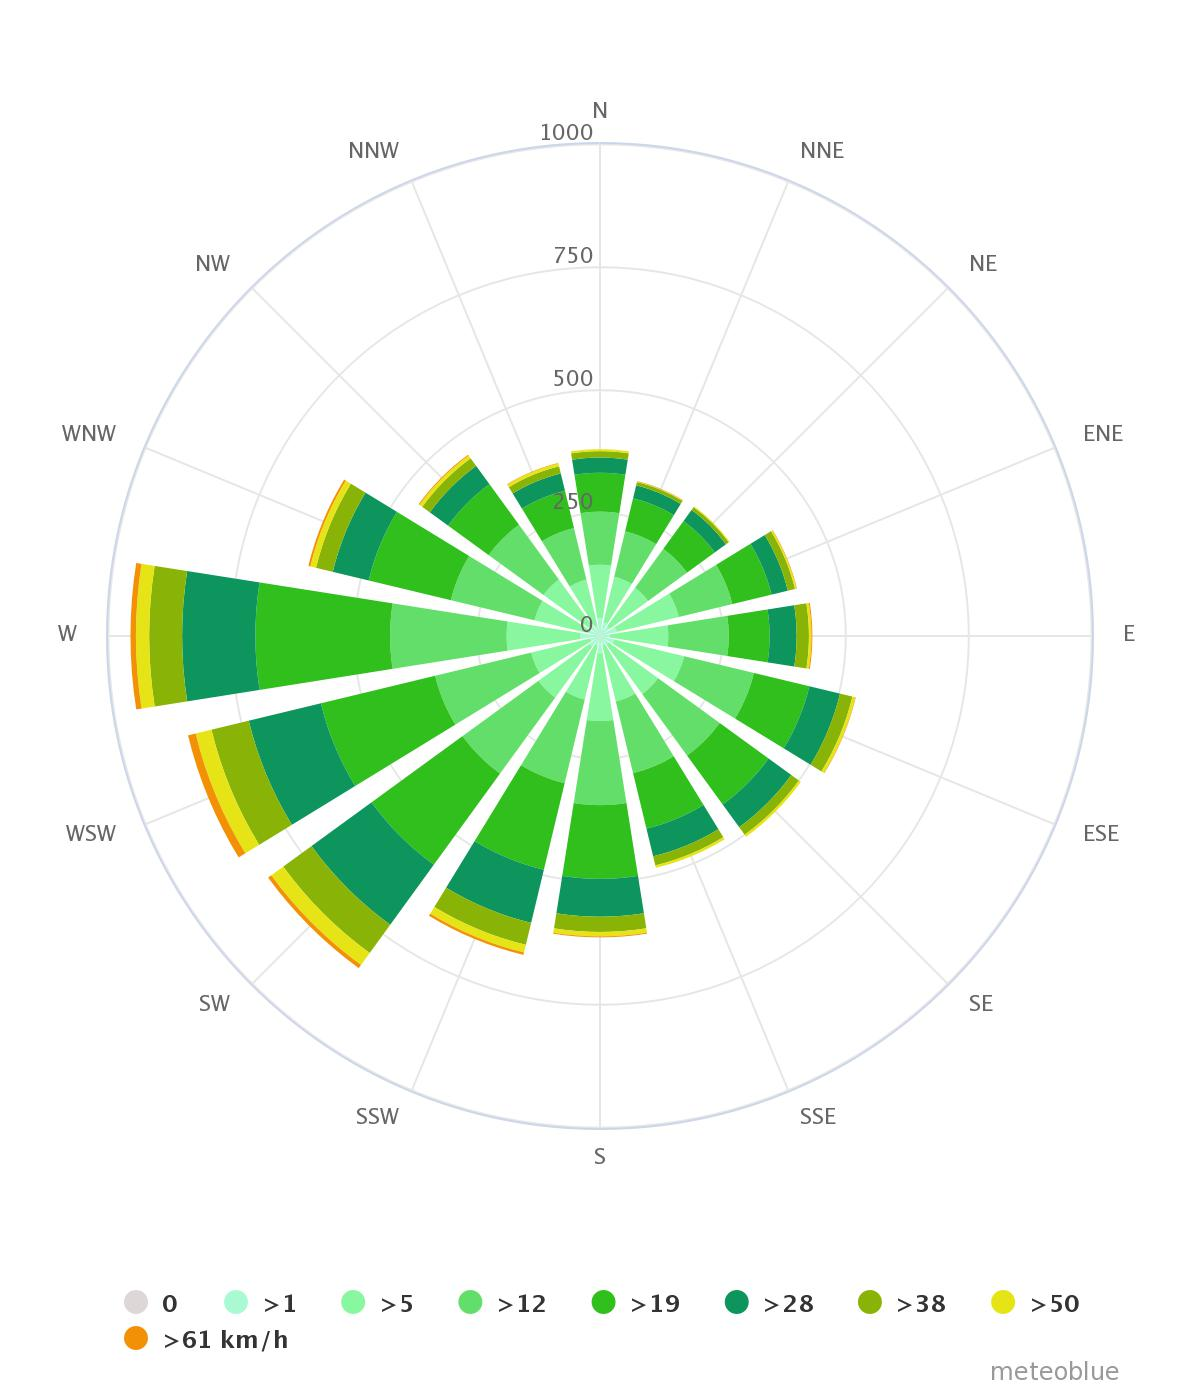 N
1000
NNW
NNE
750
NW
NE
500
WNW
ENE
250
0
W
E
WSW
ESE
SW
SE
SSW
SSE
S
0 >1 >5 >12 >19 >28 >38 >50
>61 km/h
meteoblue